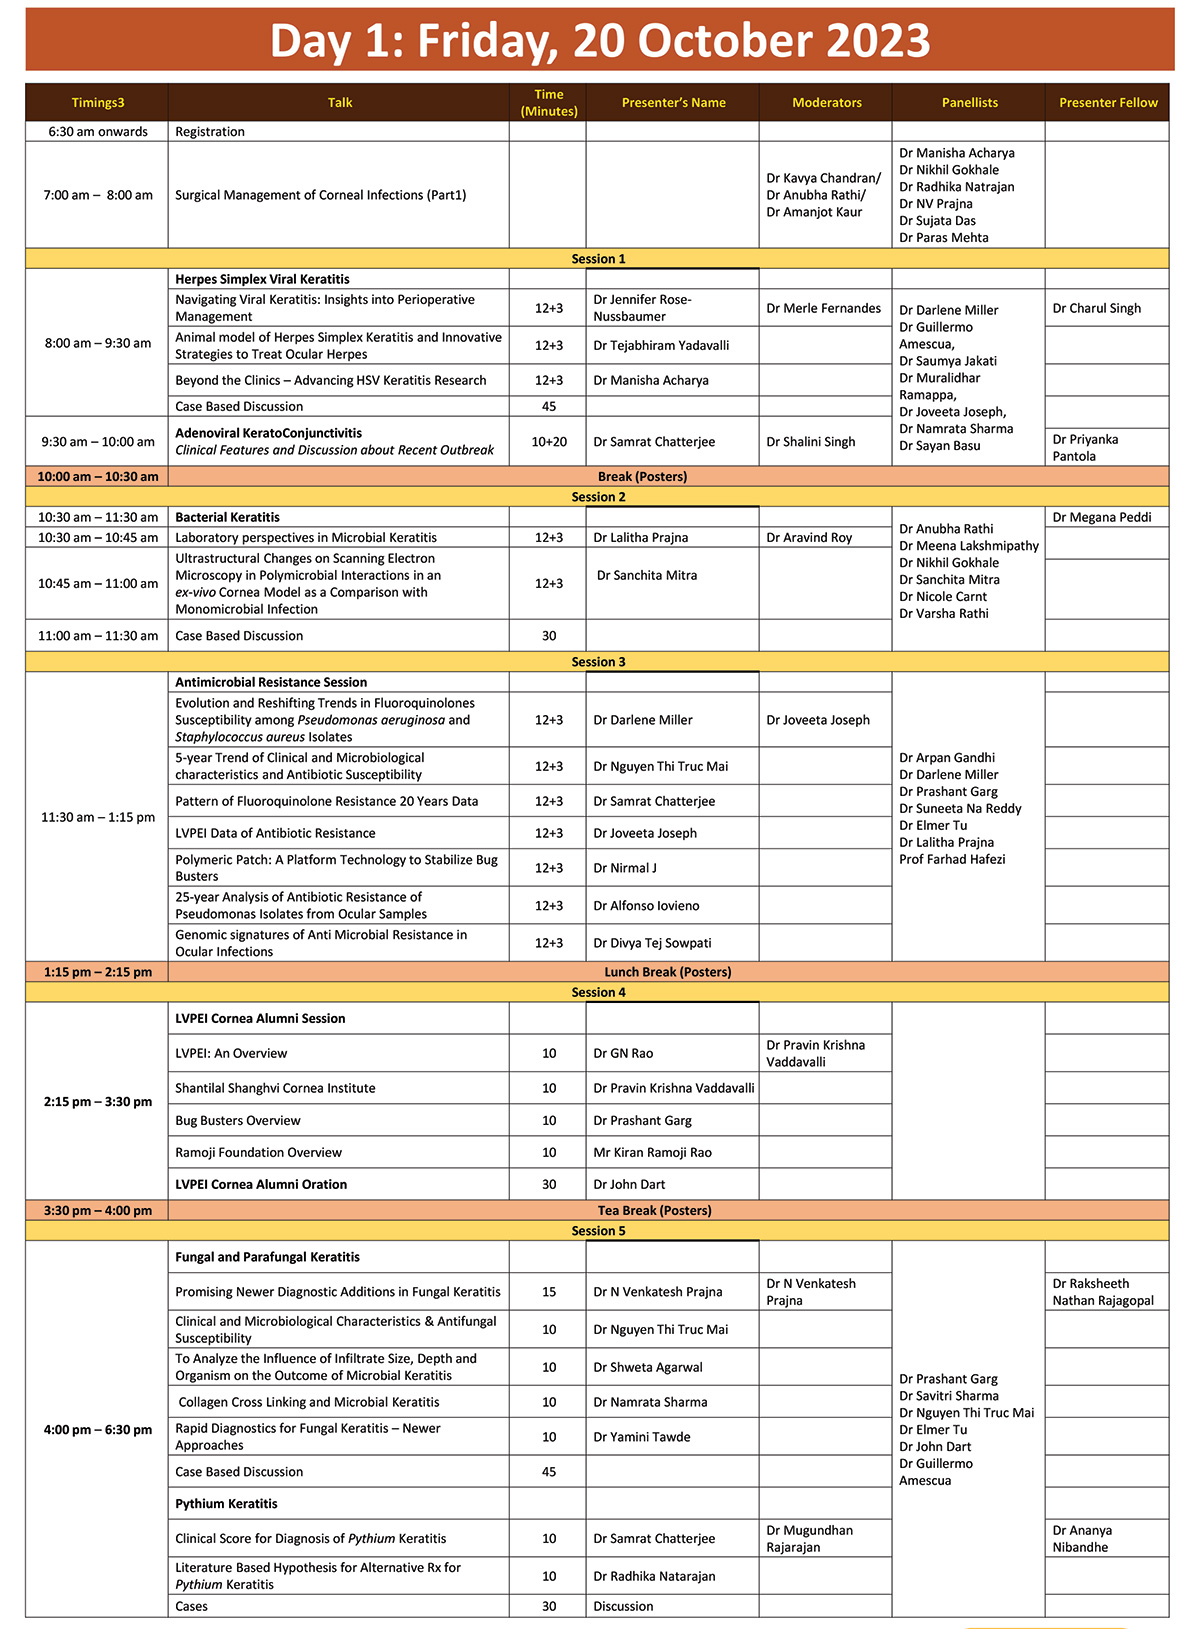 Day 1: Friday, 20 October 2023
Timings3
Talk
Time
(Minutes)
Presenter's Name
Moderators
Panellists
Presenter Fellow
6:30 am onwards
Registration
7:00 am – 8:00 am
Surgical Management of Corneal Infections (Part1)
Dr Kavya Chandran/
Dr Anubha Rathi/
Dr Amanjot Kaur
Dr Manisha Acharya
Dr Nikhil Gokhale
Dr Radhika Natrajan
Dr NV Prajna
Dr Sujata Das
Dr Paras Mehta
Session 1
8:00 am – 9:30 am
Herpes Simplex Viral Keratitis
Navigating Viral Keratitis: Insights into Perioperative
Management
12+3
Dr Jennifer Rose-
Nussbaumer
Dr Merle Fernandes
Dr Darlene Miller
Dr Guillermo
Amescua,
Dr Saumya Jakati
Dr Muralidhar
Ramappa,
Dr Joveeta Joseph,
Dr Namrata Sharma
Dr Sayan Basu
Dr Charul Singh
Animal model of Herpes Simplex Keratitis and Innovative
Strategies to Treat Ocular Herpes
12+3
Dr Tejabhiram Yadavalli
Beyond the Clinics – Advancing HSV Keratitis Research
12+3
Dr Manisha Acharya
Case Based Discussion
45
9:30 am – 10:00 am
Adenoviral KeratoConjunctivitis
Clinical Features and Discussion about Recent Outbreak
10+20
Dr Samrat Chatterjee
Dr Shalini Singh
Dr Priyanka
Pantola
10:00 am – 10:30 am
Break (Posters)
Session 2
10:30 am – 11:30 am
Bacterial Keratitis
Dr Anubha Rathi
Dr Meena Lakshmipathy
Dr Nikhil Gokhale
Dr Sanchita Mitra
Dr Nicole Carnt
Dr Varsha Rathi
Dr Megana Peddi
10:30 am – 10:45 am
Laboratory perspectives in Microbial Keratitis
12+3
Dr Lalitha Prajna
Dr Aravind Roy
10:45 am – 11:00 am
Ultrastructural Changes on Scanning Electron
Microscopy in Polymicrobial Interactions in an
ex-vivo Cornea Model as a Comparison with
Monomicrobial Infection
12+3
Dr Sanchita Mitra
11:00 am – 11:30 am
Case Based Discussion
30
Session 3
11:30 am – 1:15 pm
Antimicrobial Resistance Session
Evolution and Reshifting Trends in Fluoroquinolones
Susceptibility among Pseudomonas aeruginosa and
Staphylococcus aureus Isolates
12+3
Dr Darlene Miller
Dr Joveeta Joseph
Dr Arpan Gandhi
Dr Darlene Miller
Dr Prashant Garg
Dr Suneeta Na Reddy
Dr Elmer Tu
Dr Lalitha Prajna
Prof Farhad Hafezi
5-year Trend of Clinical and Microbiological
characteristics and Antibiotic Susceptibility
12+3
Dr Nguyen Thi Truc Mai
Pattern of Fluoroquinolone Resistance 20 Years Data
12+3
Dr Samrat Chatterjee
LVPEI Data of Antibiotic Resistance
12+3
Dr Joveeta Joseph
Polymeric Patch: A Platform Technology to Stabilize Bug
Busters
12+3
Dr Nirmal J
25-year Analysis of Antibiotic Resistance of
Pseudomonas Isolates from Ocular Samples
12+3
Dr Alfonso Iovieno
Genomic signatures of Anti Microbial Resistance in
Ocular Infections
12+3
Dr Divya Tej Sowpati
1:15 pm – 2:15 pm
Lunch Break (Posters)
Session 4
2:15 pm – 3:30 pm
LVPEI Cornea Alumni Session
LVPEI: An Overview
10
Dr GN Rao
Dr Pravin Krishna
Vaddavalli
Shantilal Shanghvi Cornea Institute
10
Dr Pravin Krishna Vaddavalli
Bug Busters Overview
10
Dr Prashant Garg
Ramoji Foundation Overview
10
Mr Kiran Ramoji Rao
LVPEI Cornea Alumni Oration
30
Dr John Dart
3:30 pm – 4:00 pm
Tea Break (Posters)
Session 5
4:00 pm – 6:30 pm
Fungal and Parafungal Keratitis
Promising Newer Diagnostic Additions in Fungal Keratitis
15
Dr N Venkatesh Prajna
Dr N Venkatesh
Prajna
Dr Raksheeth
Nathan Rajagopal
Clinical and Microbiological Characteristics & Antifungal
Susceptibility
10
Dr Nguyen Thi Truc Mai
To Analyze the Influence of Infiltrate Size, Depth and
Organism on the Outcome of Microbial Keratitis
10
Dr Shweta Agarwal
Dr Prashant Garg
Dr Savitri Sharma
Dr Nguyen Thi Truc Mai
Dr Elmer Tu
Dr John Dart
Dr Guillermo
Amescua
Collagen Cross Linking and Microbial Keratitis
10
Dr Namrata Sharma
Rapid Diagnostics for Fungal Keratitis – Newer
Approaches
10
Dr Yamini Tawde
Case Based Discussion
45
Pythium Keratitis
Clinical Score for Diagnosis of Pythium Keratitis
10
Dr Samrat Chatterjee
Dr Mugundhan
Rajarajan
Dr Ananya
Nibandhe
Literature Based Hypothesis for Alternative Rx for
Pythium Keratitis
10
Dr Radhika Natarajan
Cases
30
Discussion